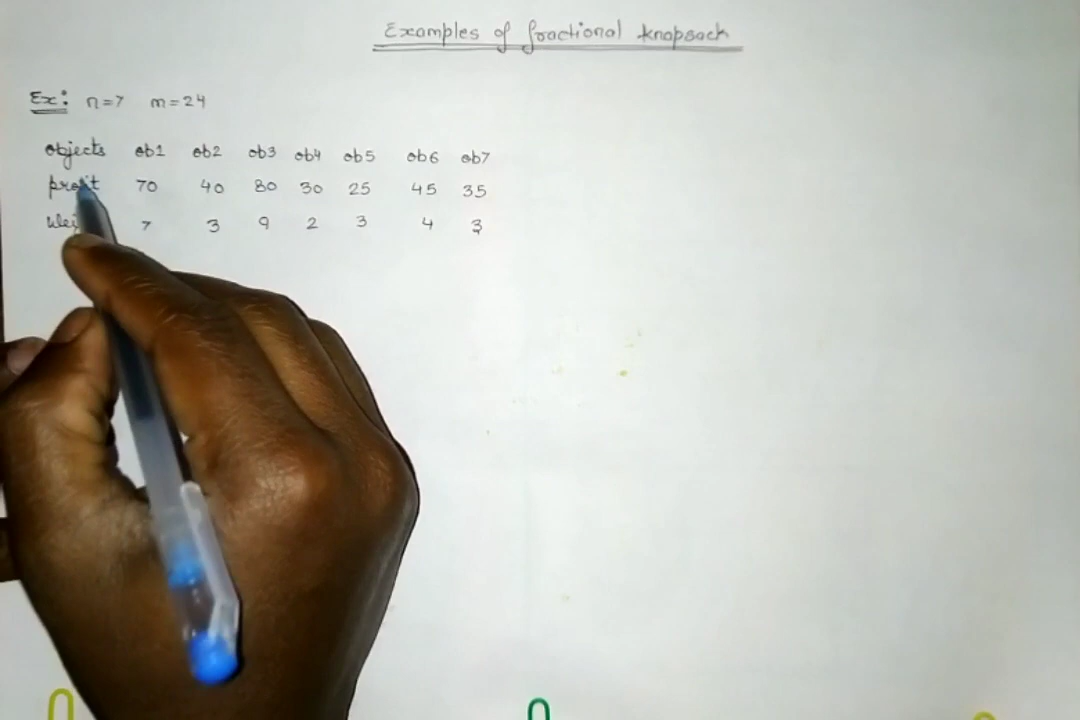 Examples of fractional knapsack
Ex: n=7 m=24
objects ob1 ob2 ob3 ob4 ob5 ob6 ob7
profit 70 40 80 30 25 45 35
7 3 9 2 3 4 3